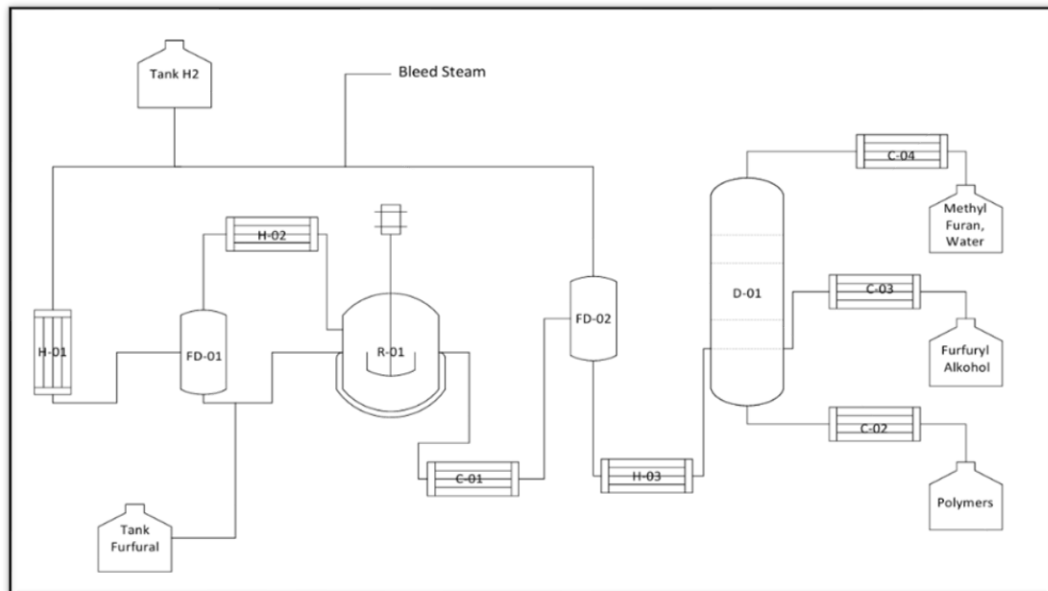 Tank H2
Bleed Steam
C-04
Methyl
Furan,
Water
H-02
C-03
D-01
FD-02
H-01
FD-01
R-01
Furfuryl
Alkohol
C-02
C-01
H-03
Polymers
Tank
Furfural